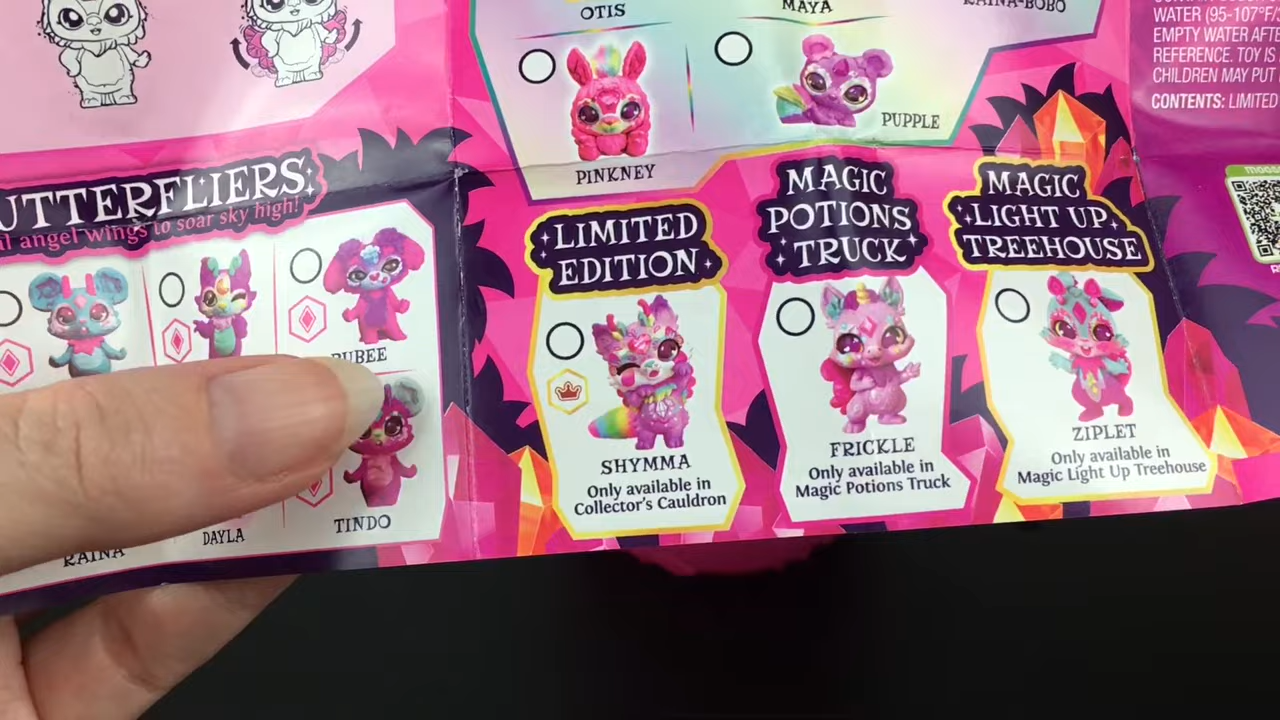 OTIS
MAYA
RAINA-BOBO
PINKNEY
PUPPLE
WATER (95-107°F/
EMPTY WATER AFTE
REFERENCE. TOY IS
CHILDREN MAY PUT
CONTENTS: LIMITED
UTTERFLIERS
il angel wings to soar sky high!
BUBEE
RAINA
DAYLA
TINDO
LIMITED
EDITION
SHYMMA
Only available in
Collector's Cauldron
MAGIC
POTIONS
TRUCK
FRICKLE
Only available in
Magic Potions Truck
MAGIC
LIGHT UP
TREEHOUSE
ZIPLET
Only available in
Magic Light Up Treehouse